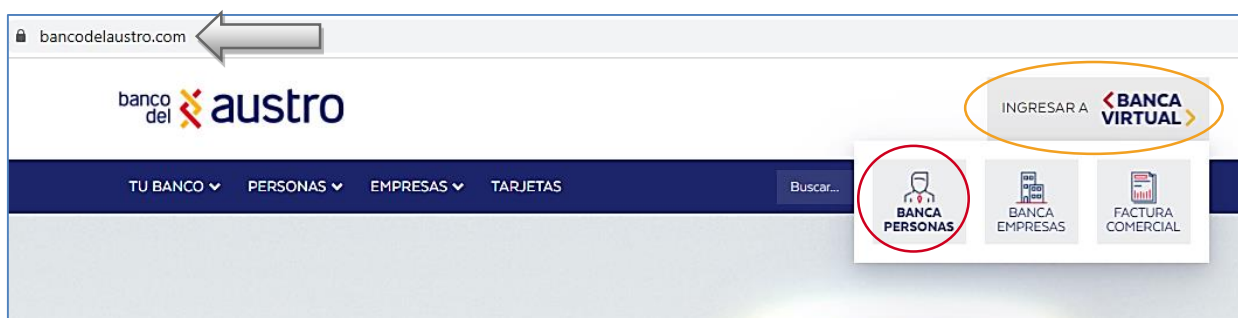 bancodelaustro.com
banco del austro
INGRESAR A <BANCA VIRTUAL>
TU BANCO PERSONAS EMPRESAS TARJETAS Buscar...
BANCA PERSONAS
BANCA EMPRESAS
FACTURA COMERCIAL